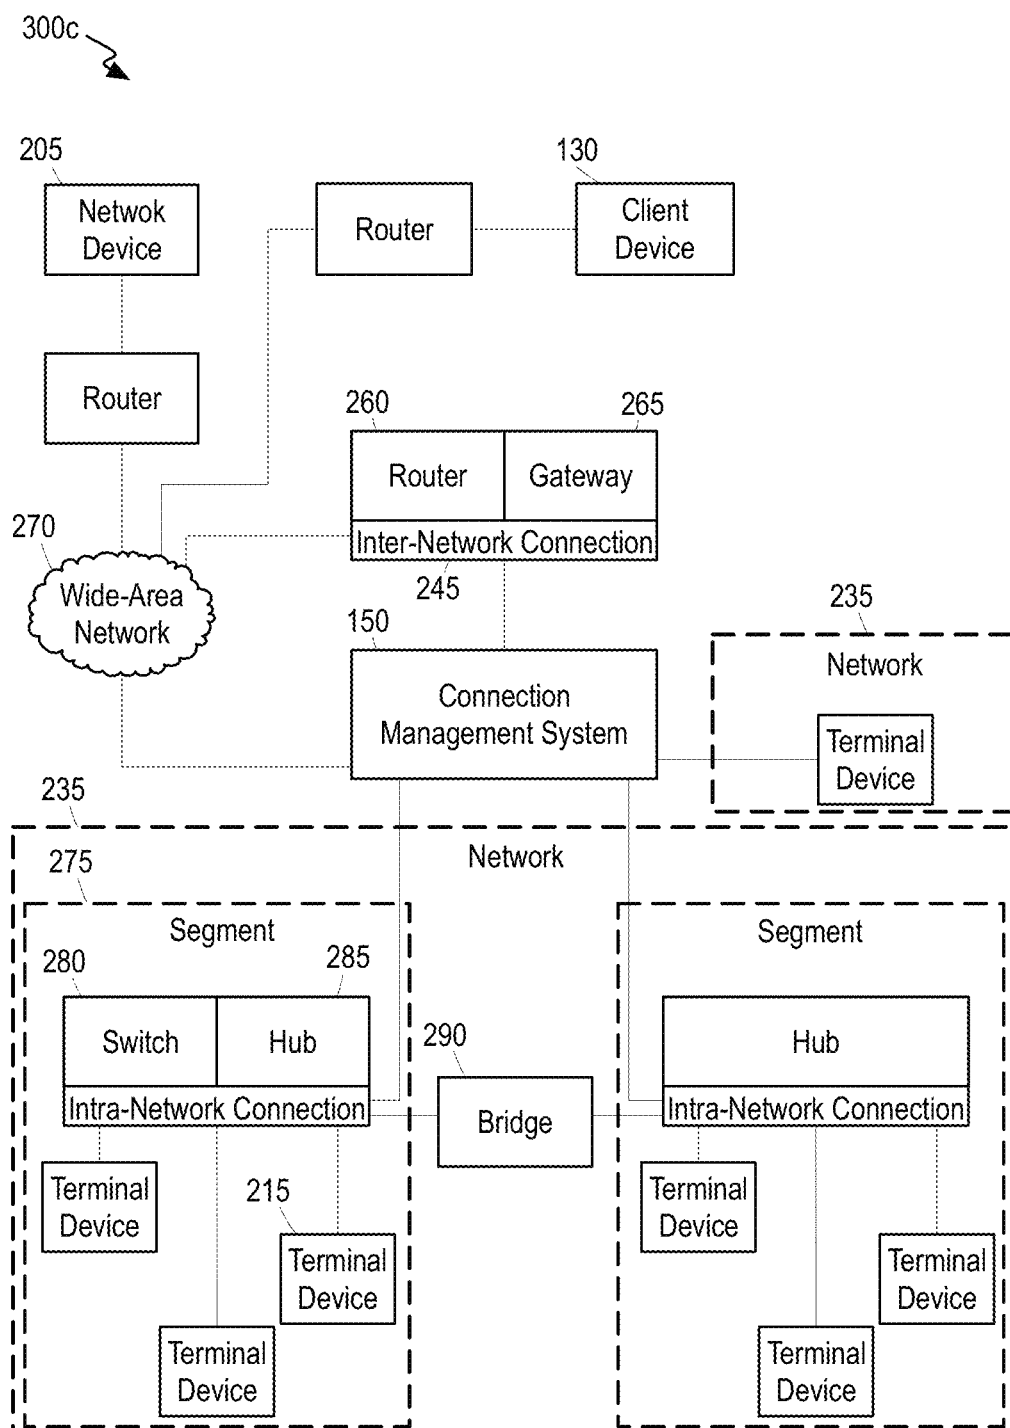 300c
205
130
Netwok
Device
Router
Client
Device
Router
260
265
Router
Gateway
Inter-Network Connection
245
270
Wide-Area
Network
150
Connection
Management System
235
Network
Terminal
Device
235
Network
275
Segment
280
285
Switch
Hub
Intra-Network Connection
290
Bridge
Segment
Hub
Intra-Network Connection
Terminal
Device
215
Terminal
Device
Terminal
Device
Terminal
Device
Terminal
Device
Terminal
Device